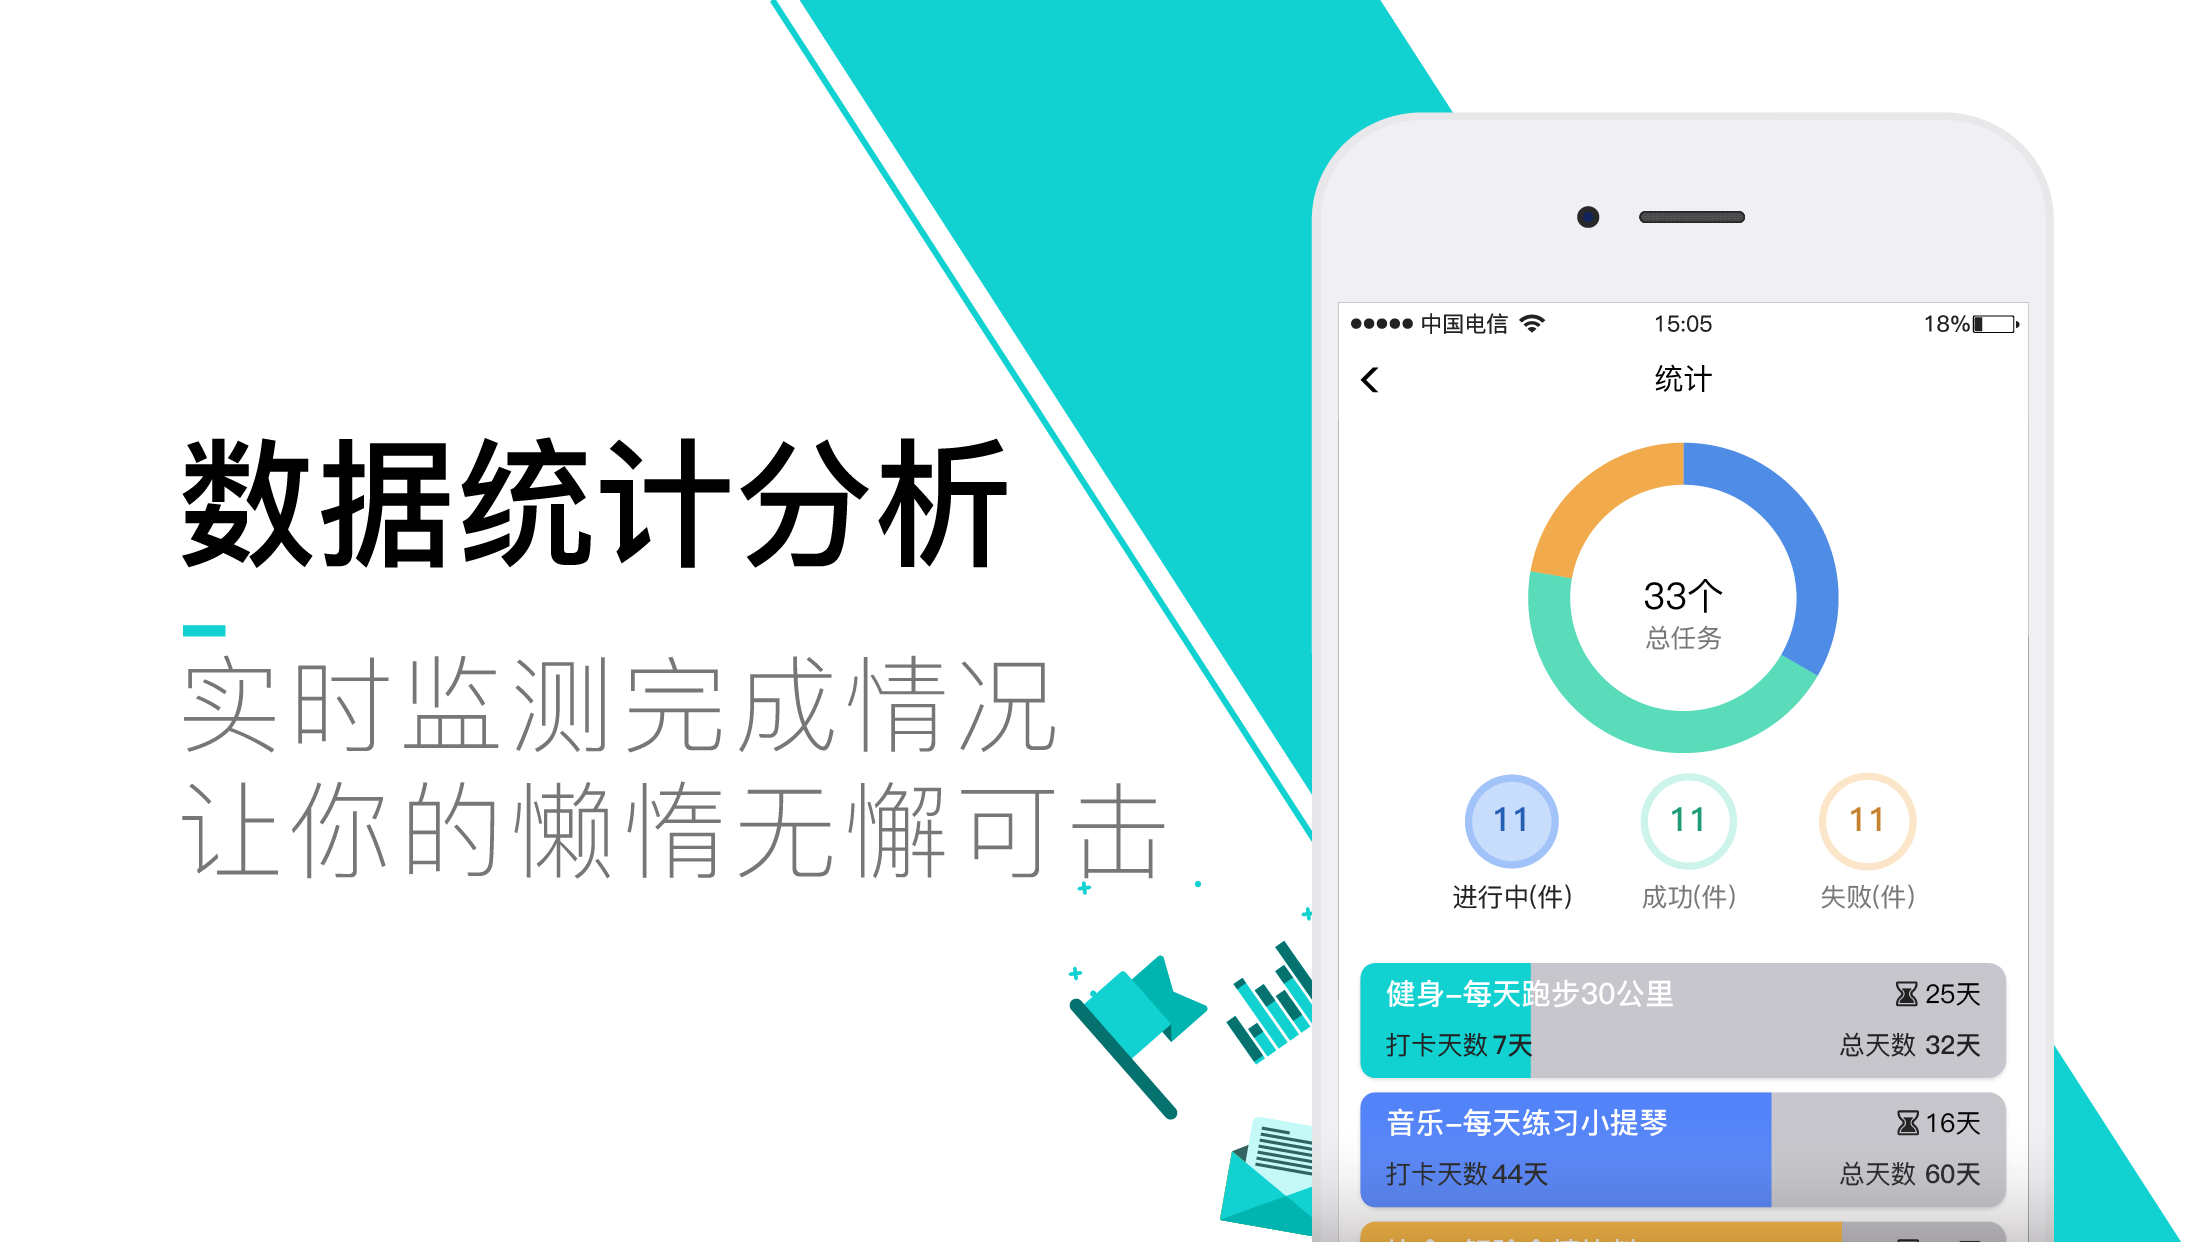 数据统计分析
实时监测完成情况
让你的懒惰无懈可击
中国电信 15:05 18%
统计
33个
总任务
11 11 11
进行中(件) 成功(件) 失败(件)
健身-每天跑步30公里 25天
打卡天数 7天 总天数 32天
音乐-每天练习小提琴 16天
打卡天数 44天 总天数 60天